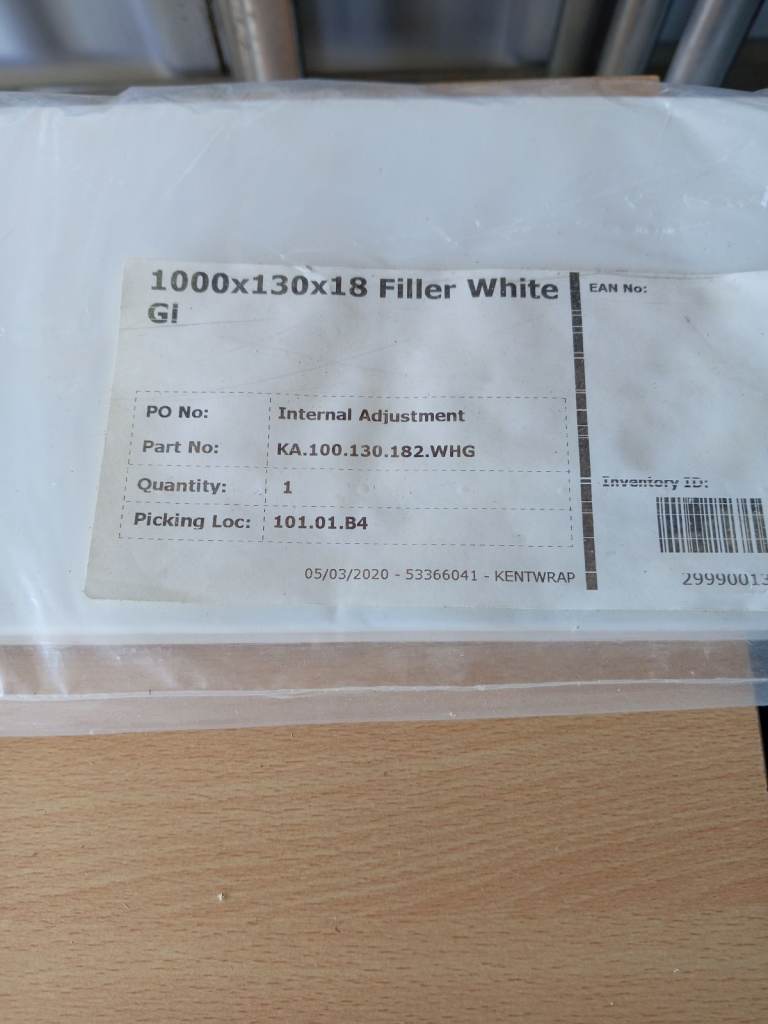 1000x130x18 Filler White
Gl
EAN No:
PO No: Internal Adjustment
Part No: KA.100.130.182.WHG
Quantity: 1
Picking Loc: 101.01.B4
Inventory ID:
05/03/2020 - 53366041 - KENTWRAP
29990013